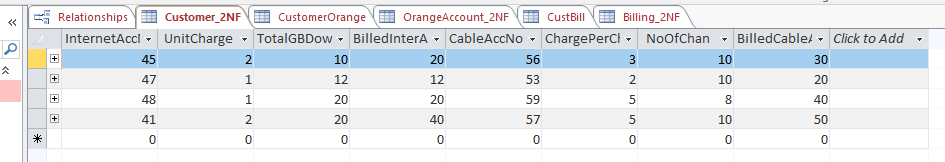 Relationships Customer_2NF CustomerOrange OrangeAccount_2NF CustBill Billing_2NF
InternetAccN UnitCharge TotalGBDow BilledInterA CableAccNo ChargePerCl NoOfChan BilledCableA Click to Add
45 2 10 20 56 3 10 30
47 1 12 12 53 2 10 20
48 1 20 20 59 5 8 40
41 2 20 40 57 5 10 50
0 0 0 0 0 0 0 0